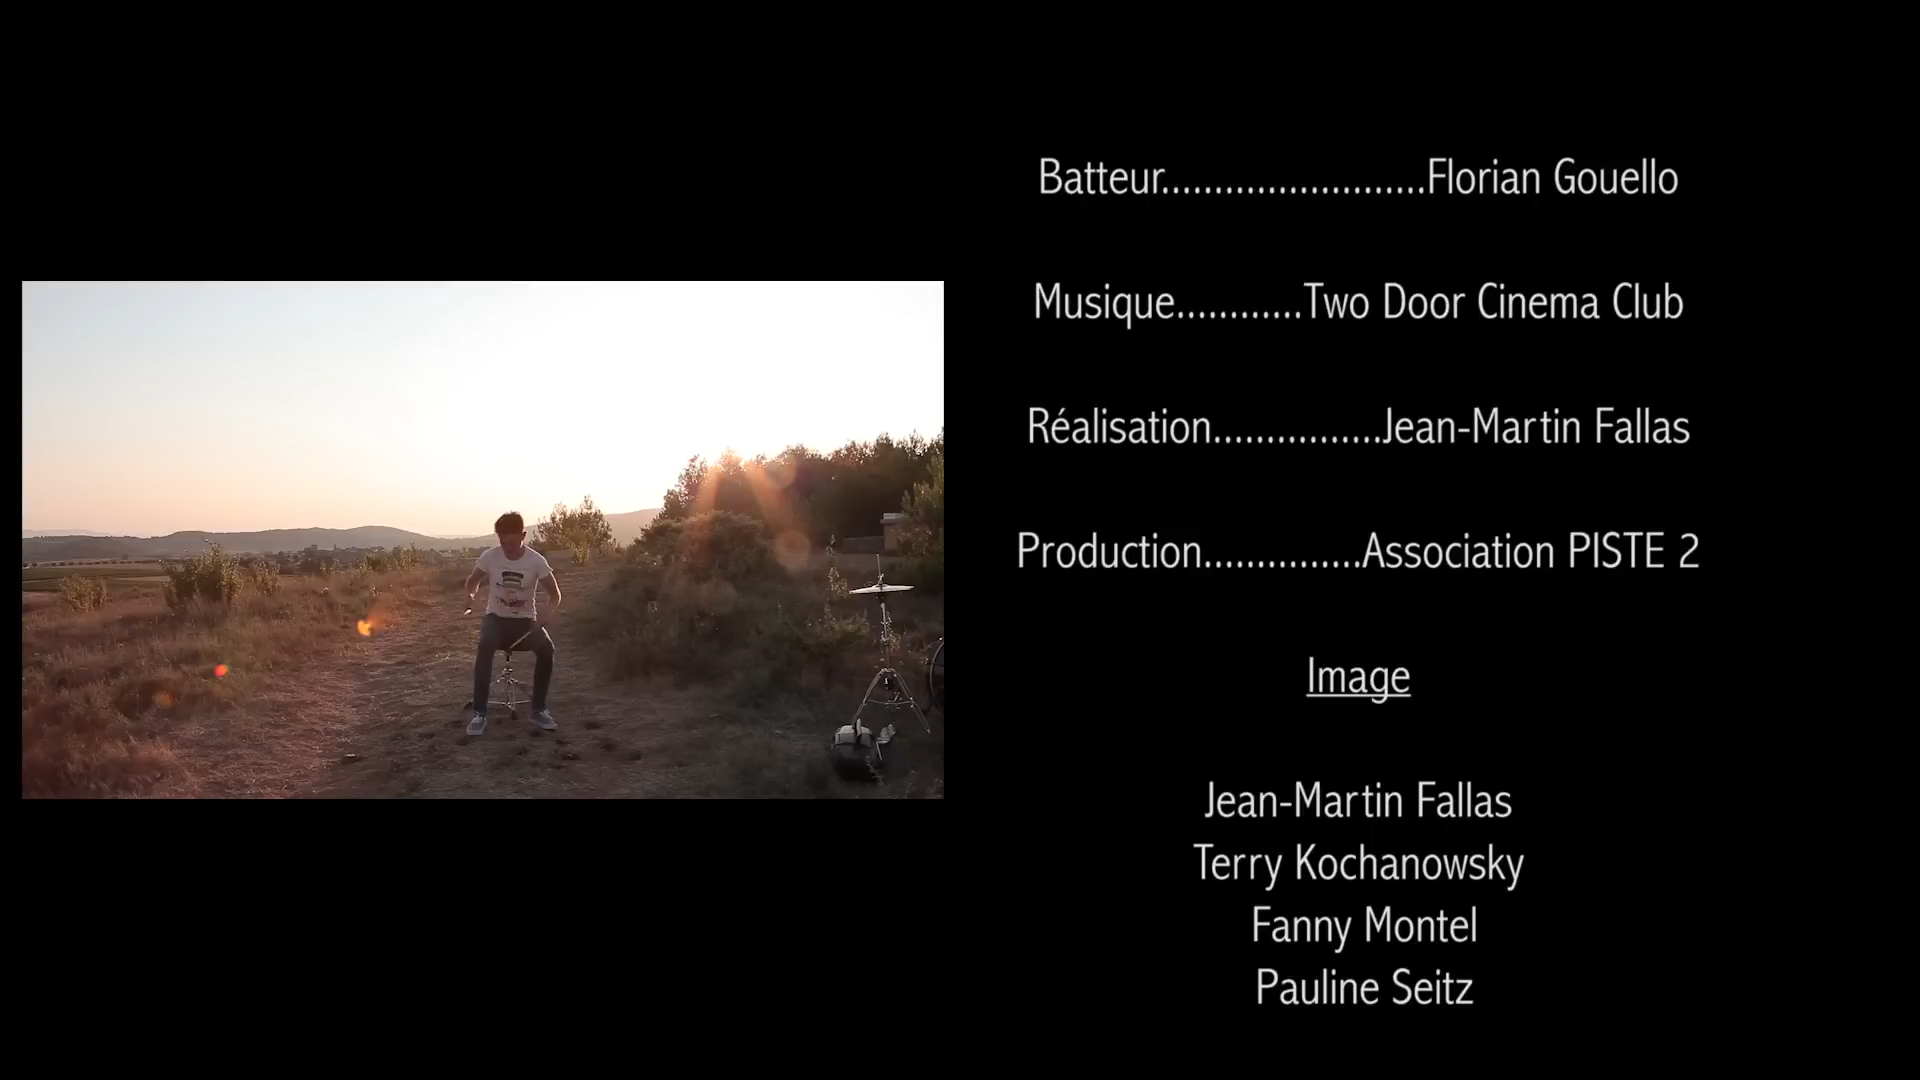 Batteur.........................Florian Gouello
Musique............Two Door Cinema Club
Réalisation................Jean-Martin Fallas
Production...............Association PISTE 2
Image
Jean-Martin Fallas
Terry Kochanowsky
Fanny Montel
Pauline Seitz